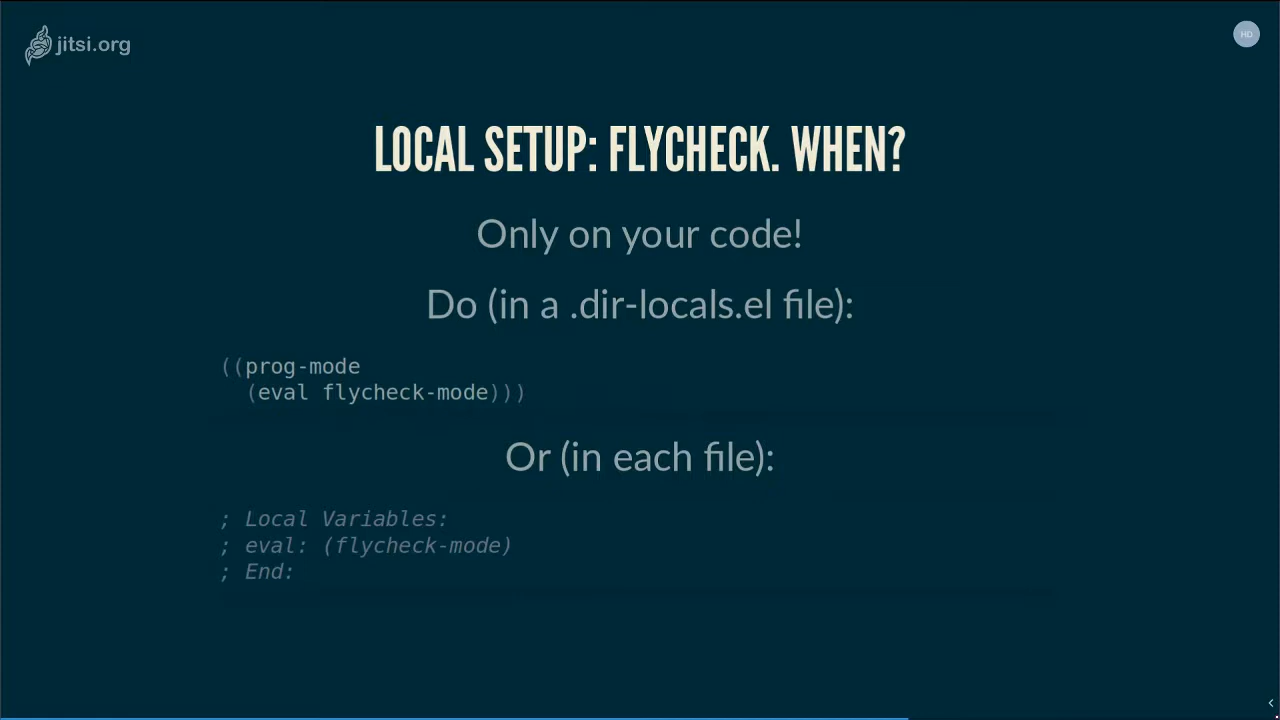 jitsi.org
HD
LOCAL SETUP: FLYCHECK. WHEN?
Only on your code!
Do (in a .dir-locals.el file):
((prog-mode
(eval flycheck-mode)))
Or (in each file):
; Local Variables:
; eval: (flycheck-mode)
; End: